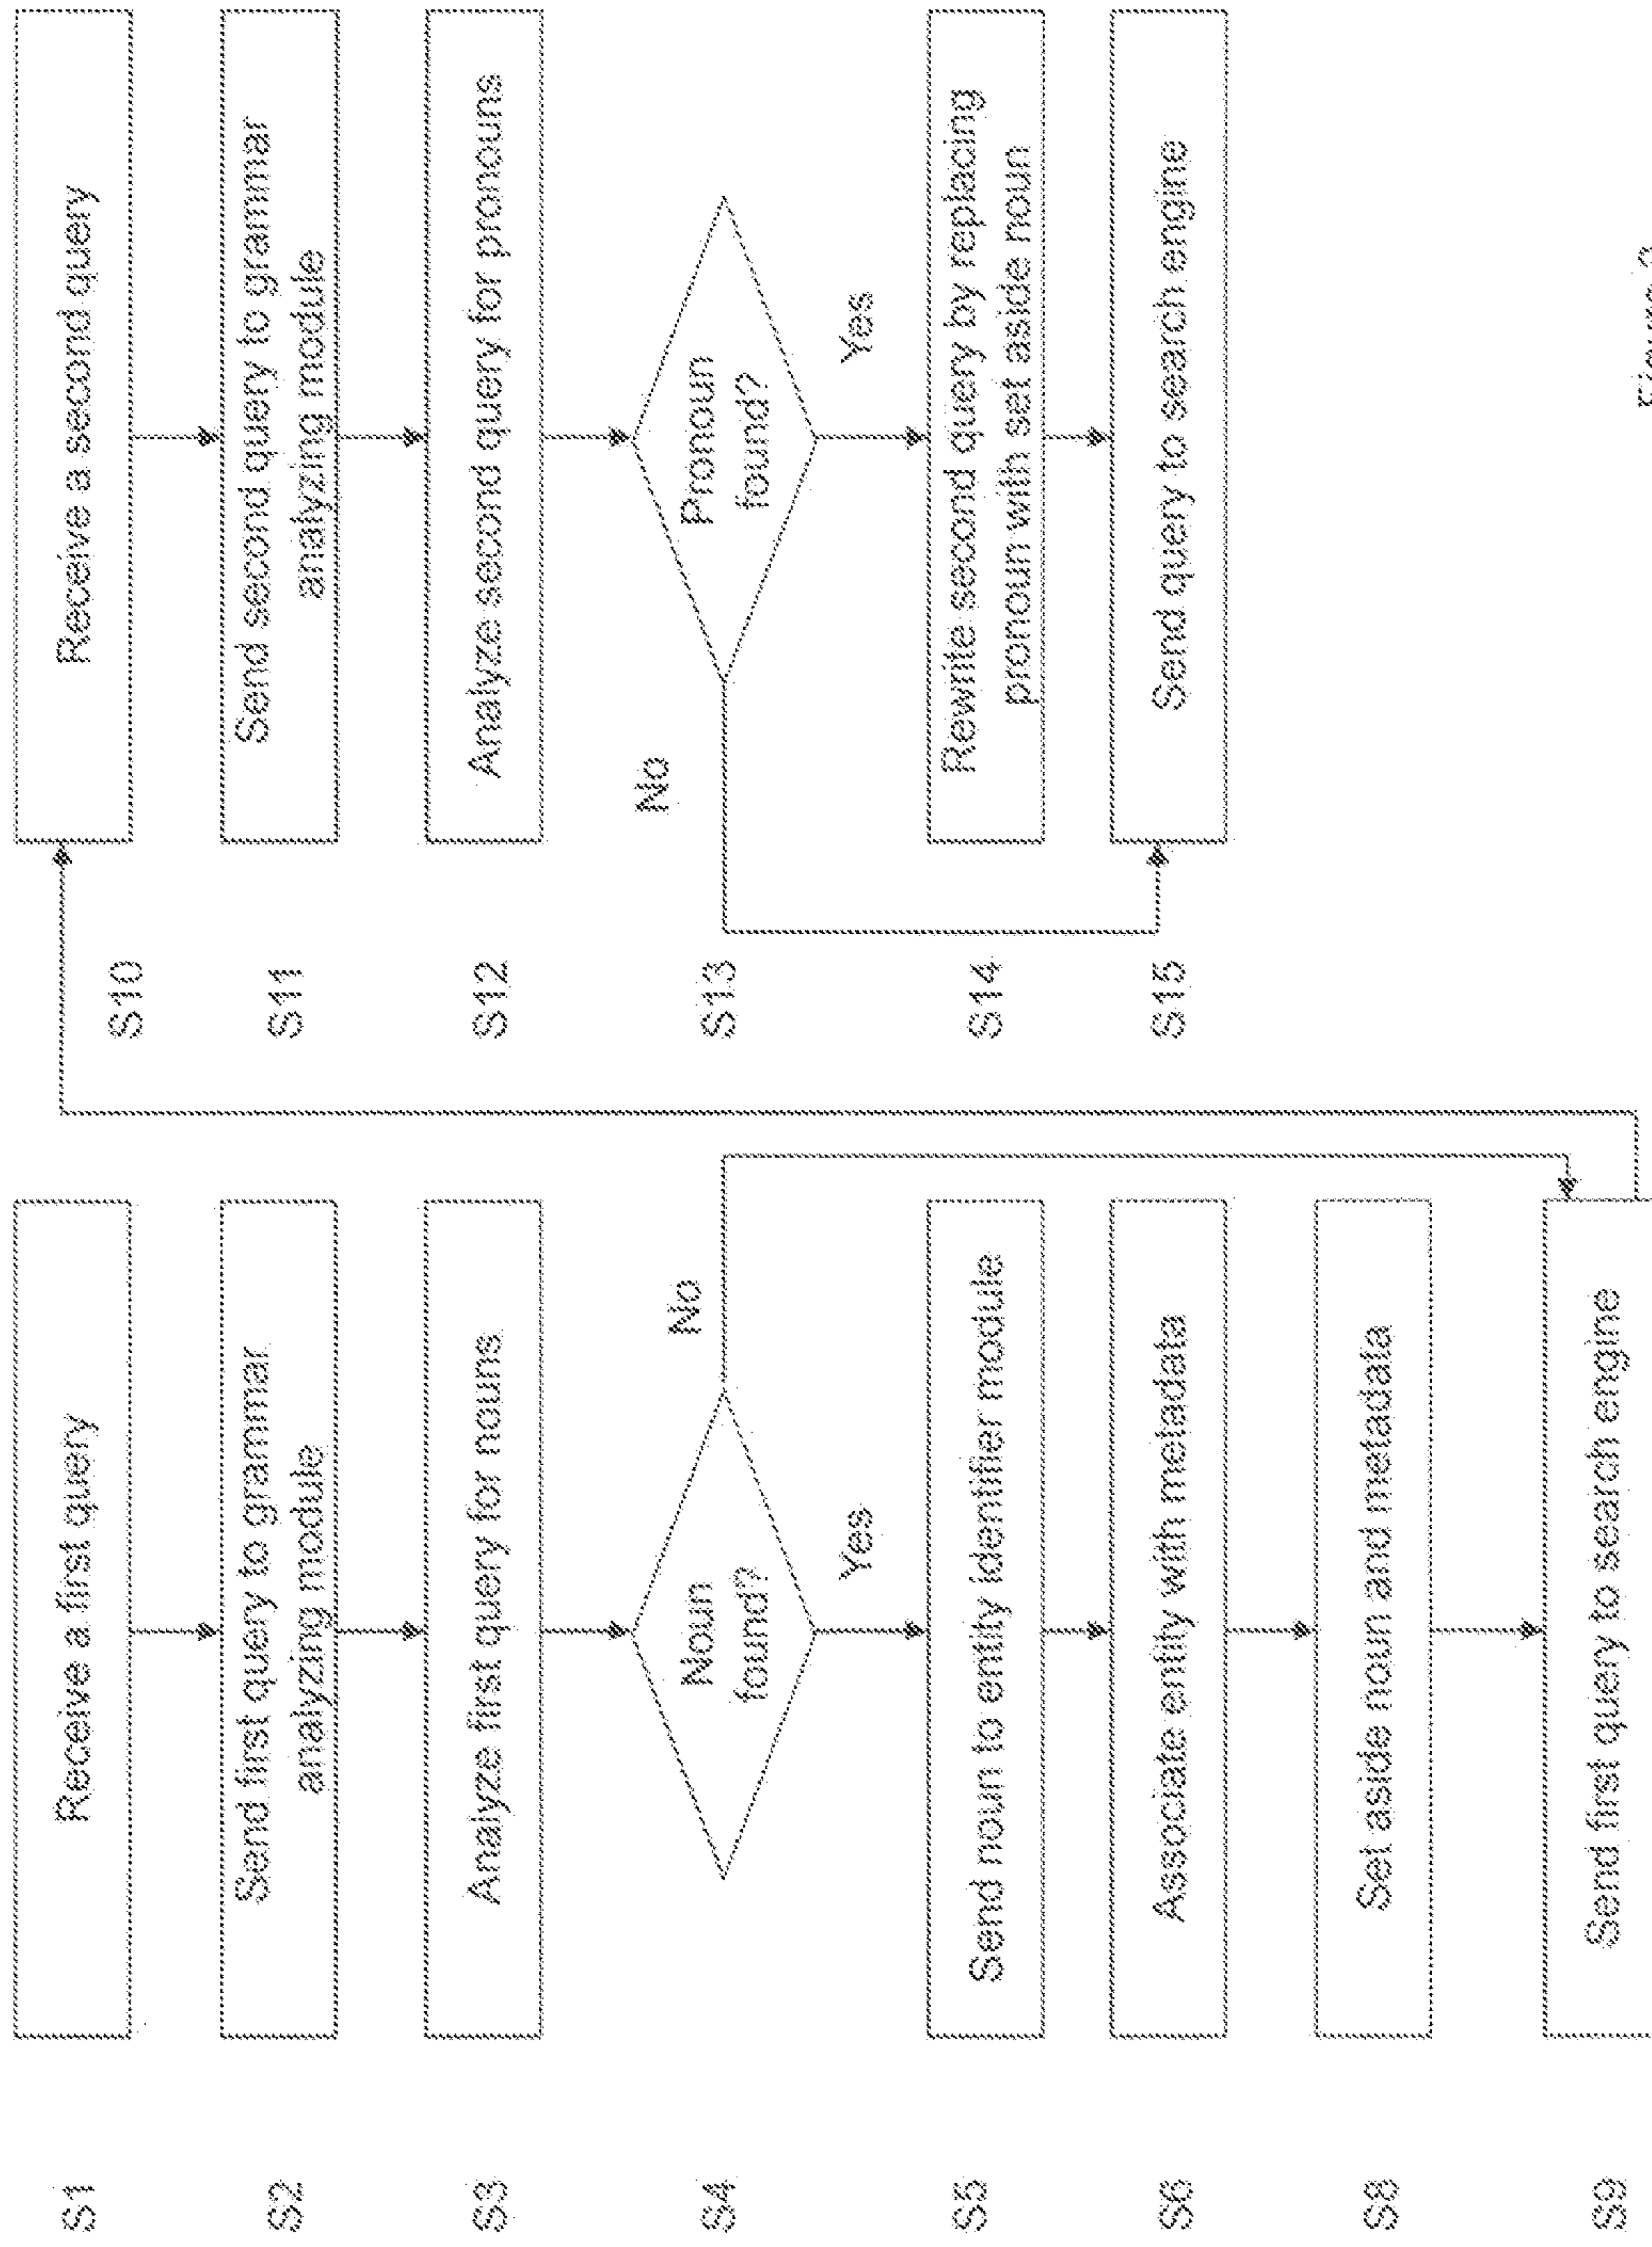 S1
Receive a first query
S2
Send first query to grammar
analyzing module
S3
Analyze first query for nouns
S4
Noun
found?
No
Yes
S5
Send noun to entity identifier module
S6
Associate entity with metadata
S8
Set aside noun and metadata
S9
Send first query to search engine
S10
Receive a second query
S11
Send second query to grammar
analyzing module
S12
Analyze second query for pronouns
S13
Pronoun
found?
No
Yes
S14
Rewrite second query by replacing
pronoun with set aside noun
S15
Send query to search engine